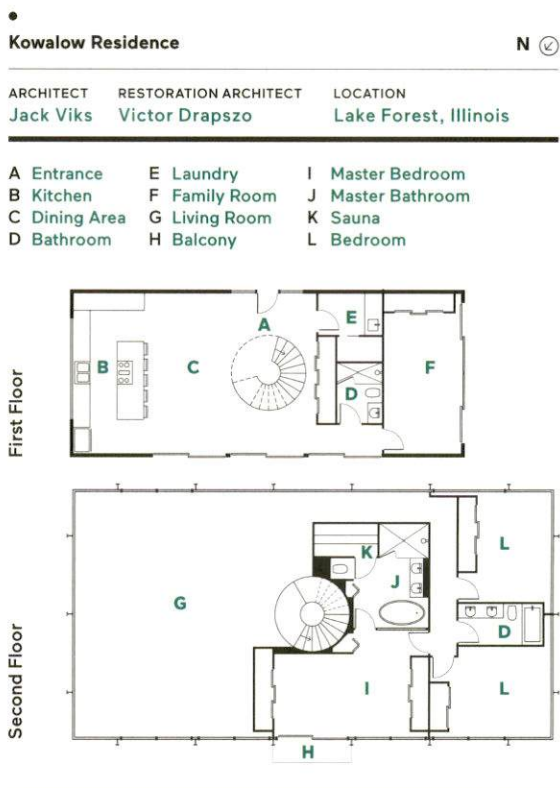 Kowalow Residence N
ARCHITECT RESTORATION ARCHITECT LOCATION
Jack Viks Victor Drapszo Lake Forest, Illinois
A Entrance E Laundry I Master Bedroom
B Kitchen F Family Room J Master Bathroom
C Dining Area G Living Room K Sauna
D Bathroom H Balcony L Bedroom
First Floor
A
E
B
C
D
F
Second Floor
K
L
J
G
D
I
L
H